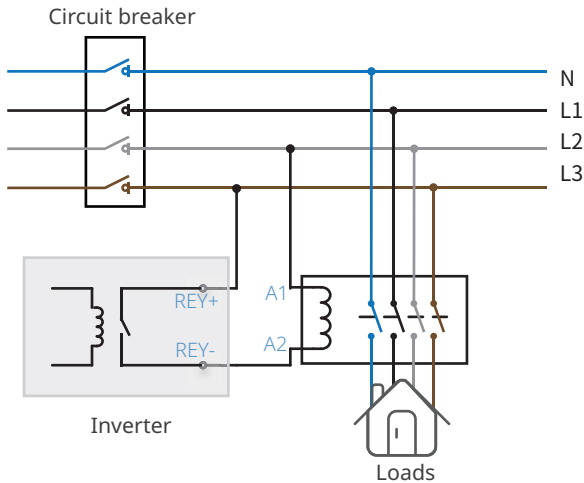 Circuit breaker
N
L1
L2
L3
REY+
A1
REY-
A2
Inverter
Loads